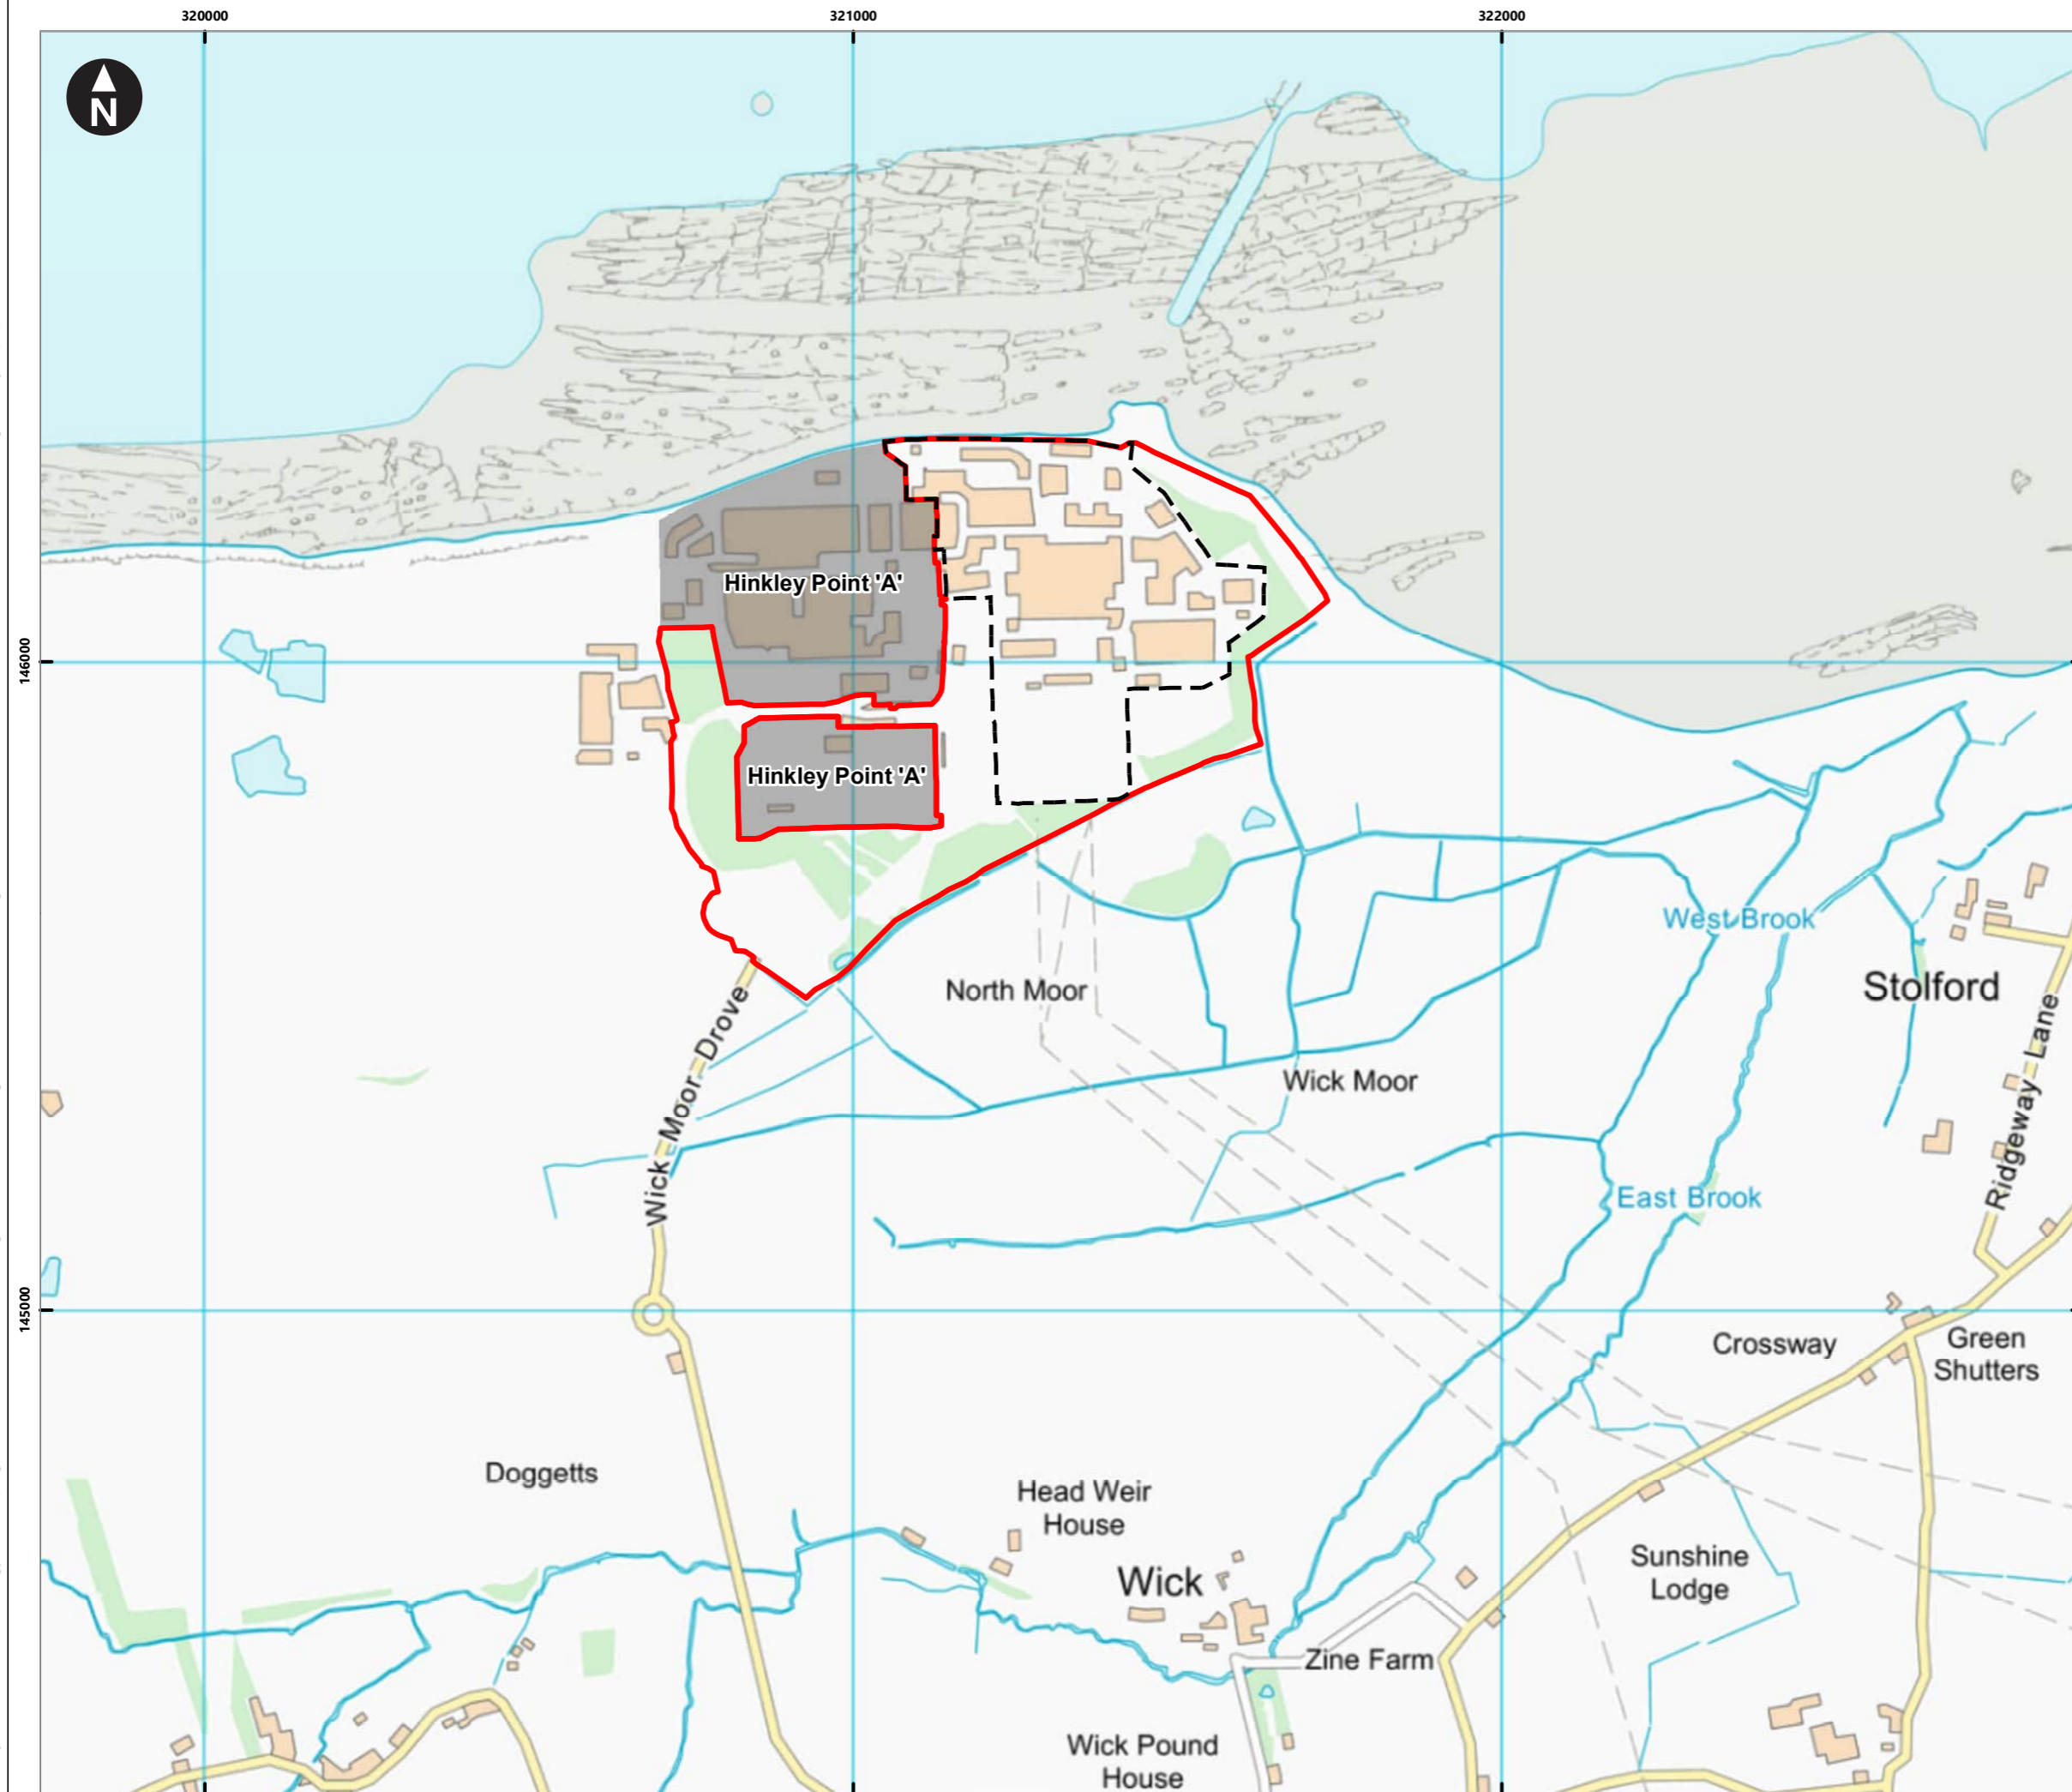 320000
321000
322000
N
Hinkley Point 'A'
146000
Hinkley Point 'A'
West Brook
Stolford
North Moor
Wick Moor Drove
Wick Moor
Ridgeway Lane
East Brook
145000
Crossway
Green
Shutters
Doggetts
Head Weir
House
Wick
Sunshine
Lodge
Zine Farm
Wick Pound
House